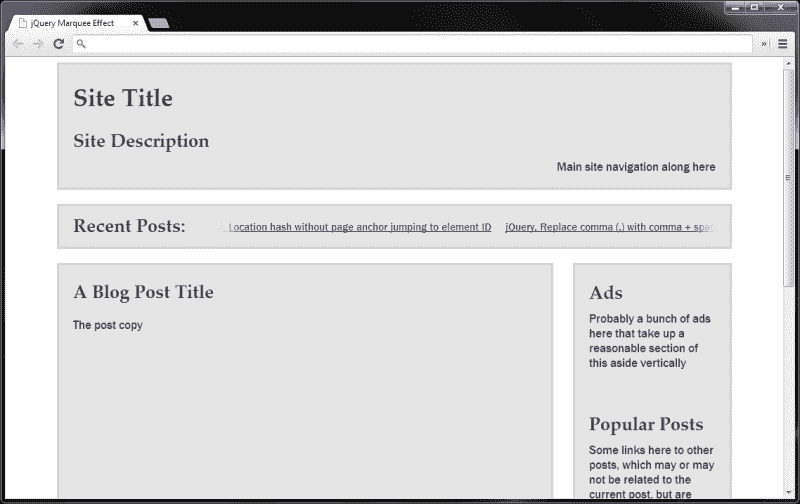 jQuery Marquee Effect
Site Title
Site Description
Main site navigation along here
Recent Posts:
Location hash without page anchor jumping to element ID
jQuery, Replace comma (,) with comma + spac
A Blog Post Title
The post copy
Ads
Probably a bunch of ads
here that take up a
reasonable section of
this aside vertically
Popular Posts
Some links here to other
posts, which may or may
not be related to the
current post, but are